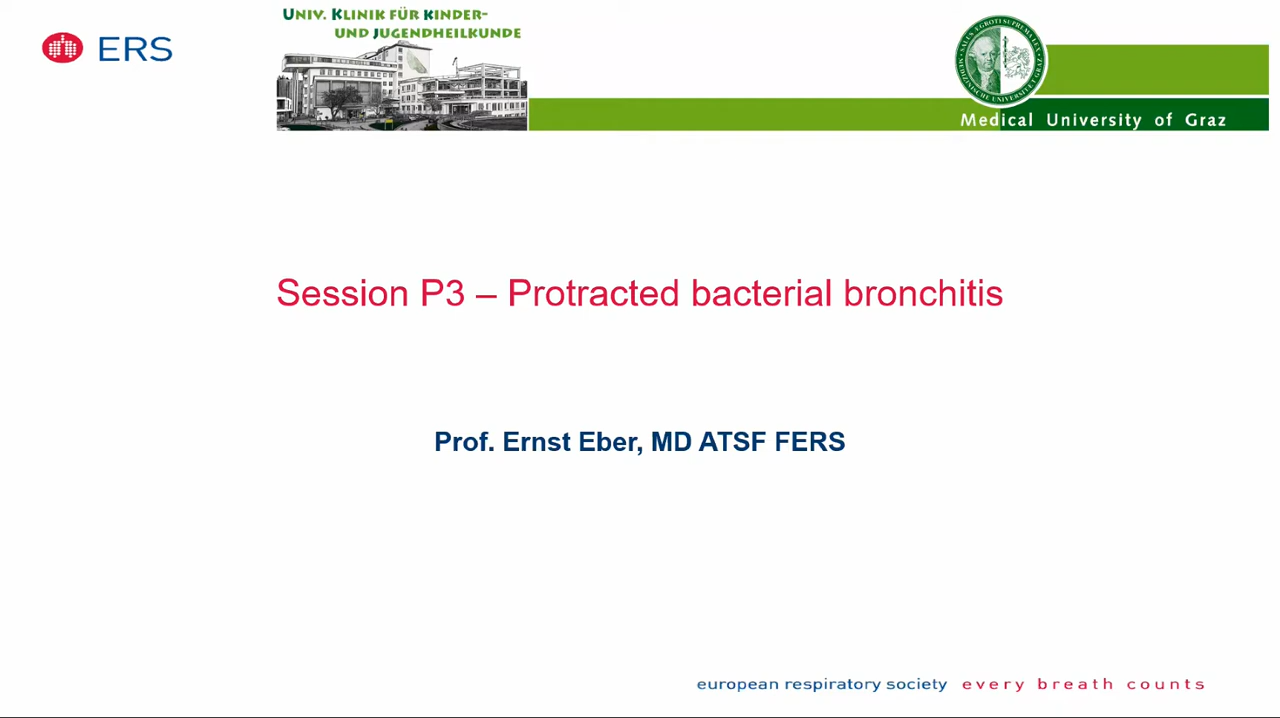 ERS
UNIV. KLINIK FÜR KINDER-
UND JUGENDHEILKUNDE
Medical University of Graz
Session P3 – Protracted bacterial bronchitis
Prof. Ernst Eber, MD ATSF FERS
european respiratory society every breath counts